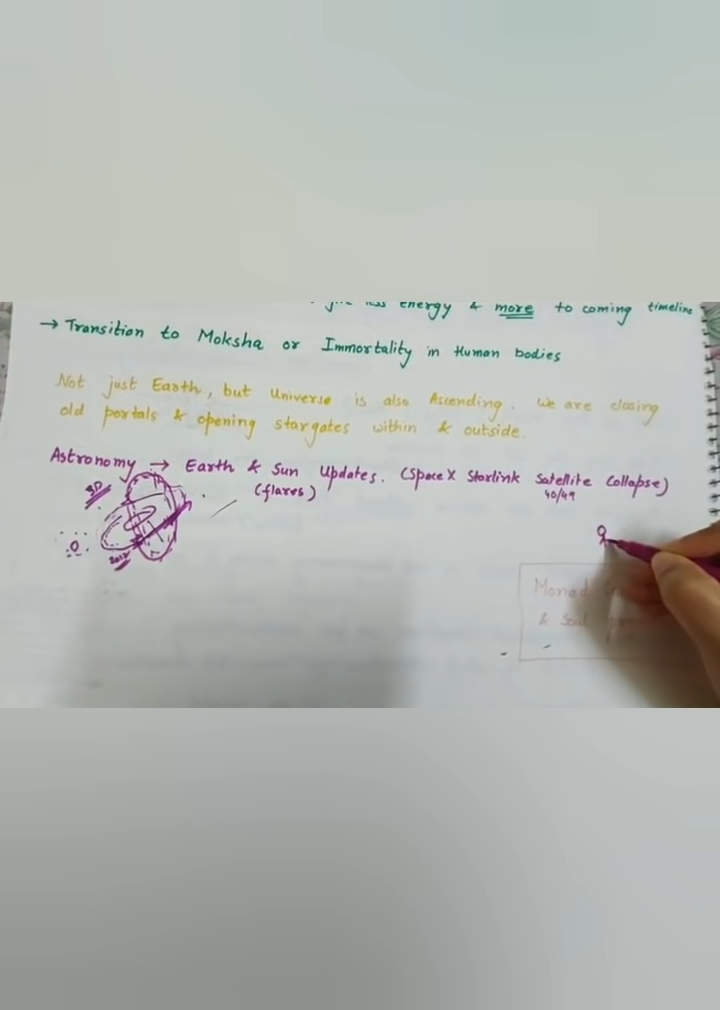 less energy & more to coming timeline
→ Transition to Moksha or Immortality in Human bodies
Not just Earth, but Universe is also Ascending. We are closing
old portals & opening stargates within & outside.
Astronomy → Earth & Sun Updates. (SpaceX Starlink Satellite Collapse)
(flares) 40/49
3D
Monad
& Soul